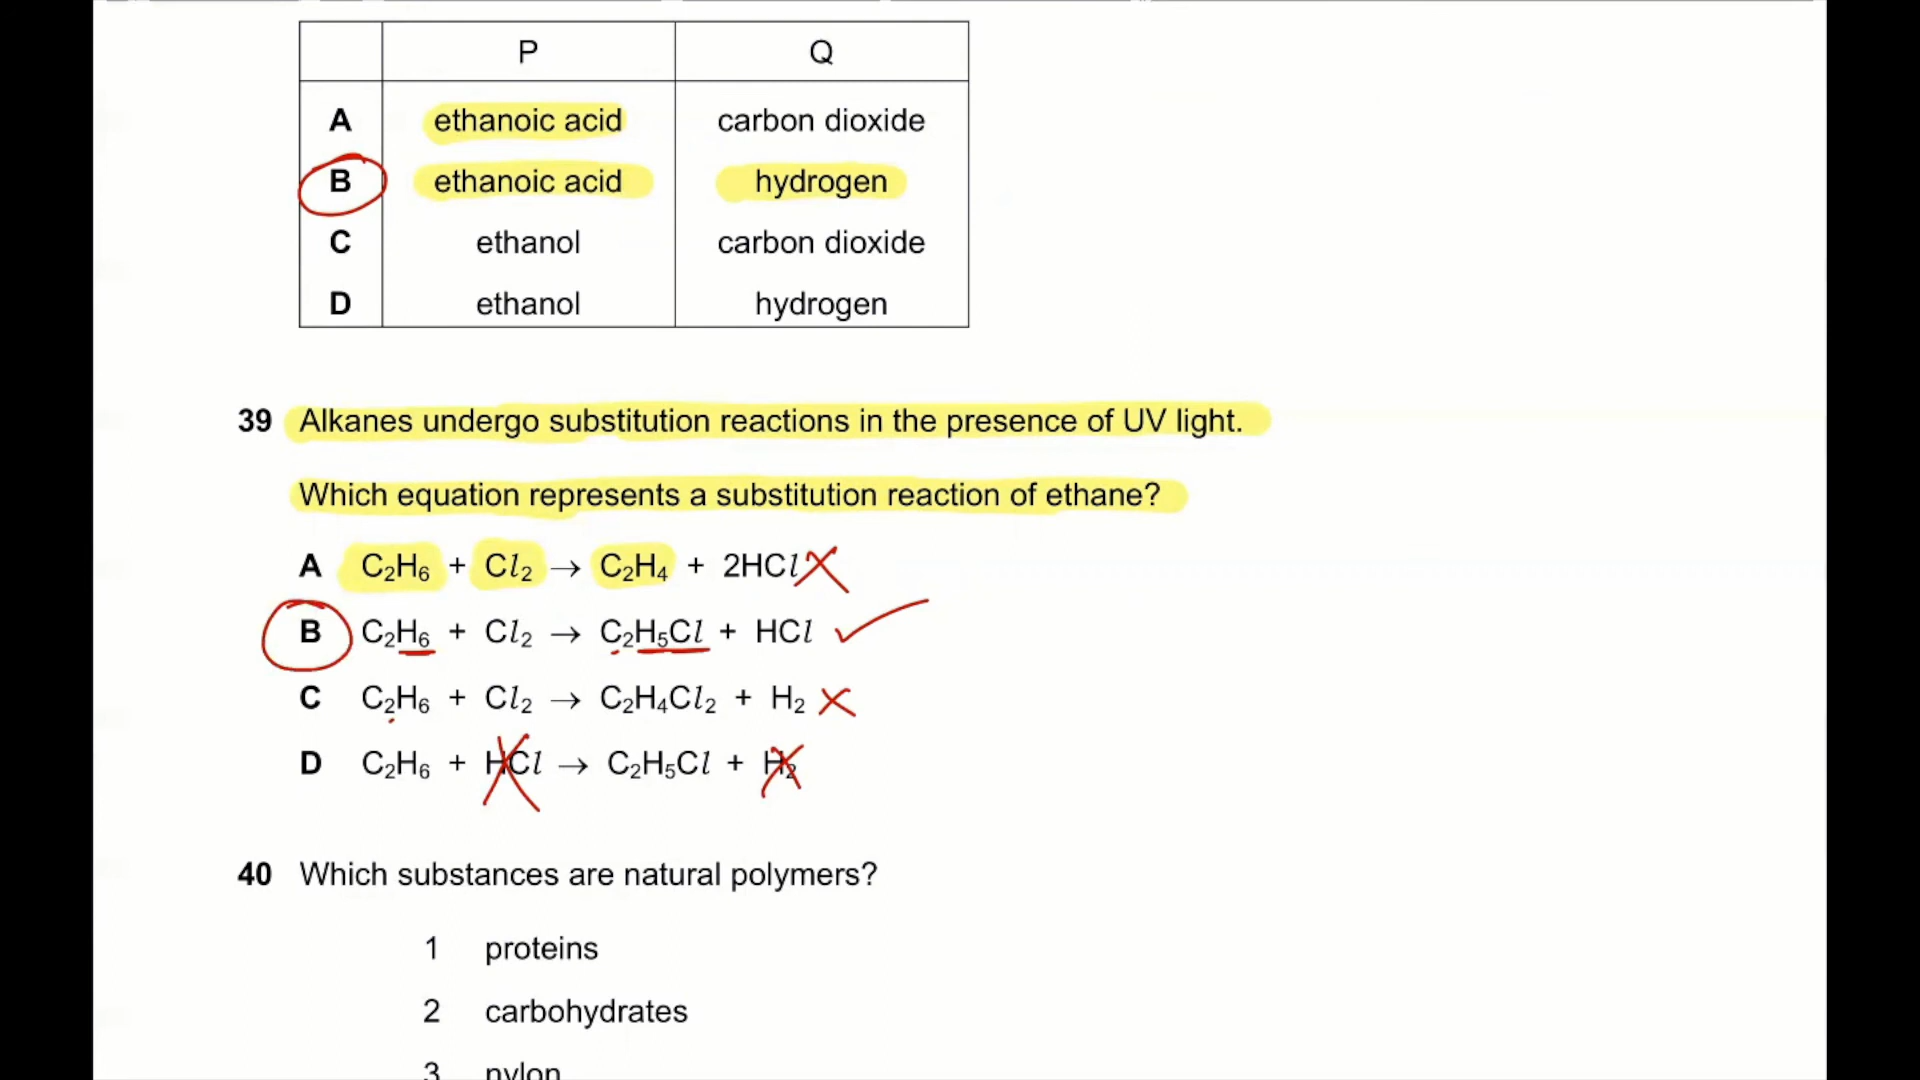 P Q
A ethanoic acid carbon dioxide
B ethanoic acid hydrogen
C ethanol carbon dioxide
D ethanol hydrogen
39 Alkanes undergo substitution reactions in the presence of UV light.
Which equation represents a substitution reaction of ethane?
A C₂H₆ + Cl₂ → C₂H₄ + 2HCl
B C₂H₆ + Cl₂ → C₂H₅Cl + HCl
C C₂H₆ + Cl₂ → C₂H₄Cl₂ + H₂
D C₂H₆ + HCl → C₂H₅Cl + H₂
40 Which substances are natural polymers?
1 proteins
2 carbohydrates
3 nylon